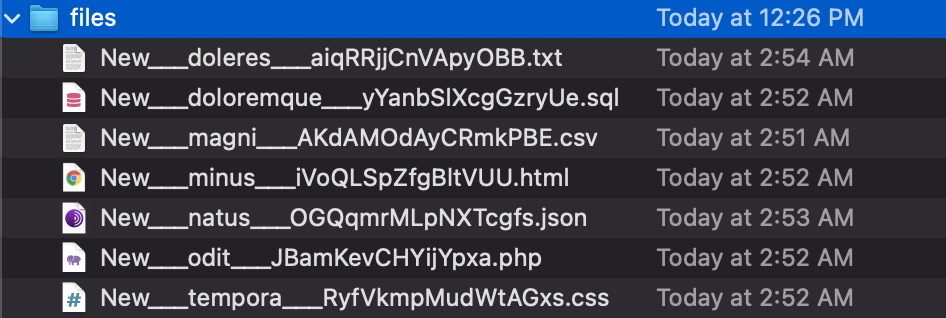 files Today at 12:26 PM
New___doleres___aiqRRjjCnVApyOBB.txt Today at 2:54 AM
New___doloremque___yYanbSlXcgGzryUe.sql Today at 2:52 AM
New___magni___AKdAMOdAyCRmkPBE.csv Today at 2:51 AM
New___minus___iVoQLSpZfgBltVUU.html Today at 2:52 AM
New___natus___OGQqmrMLpNXTcgfs.json Today at 2:53 AM
New___odit___JBamKevCHYijYpxa.php Today at 2:52 AM
New___tempora___RyfVkmpMudWtAGxs.css Today at 2:52 AM